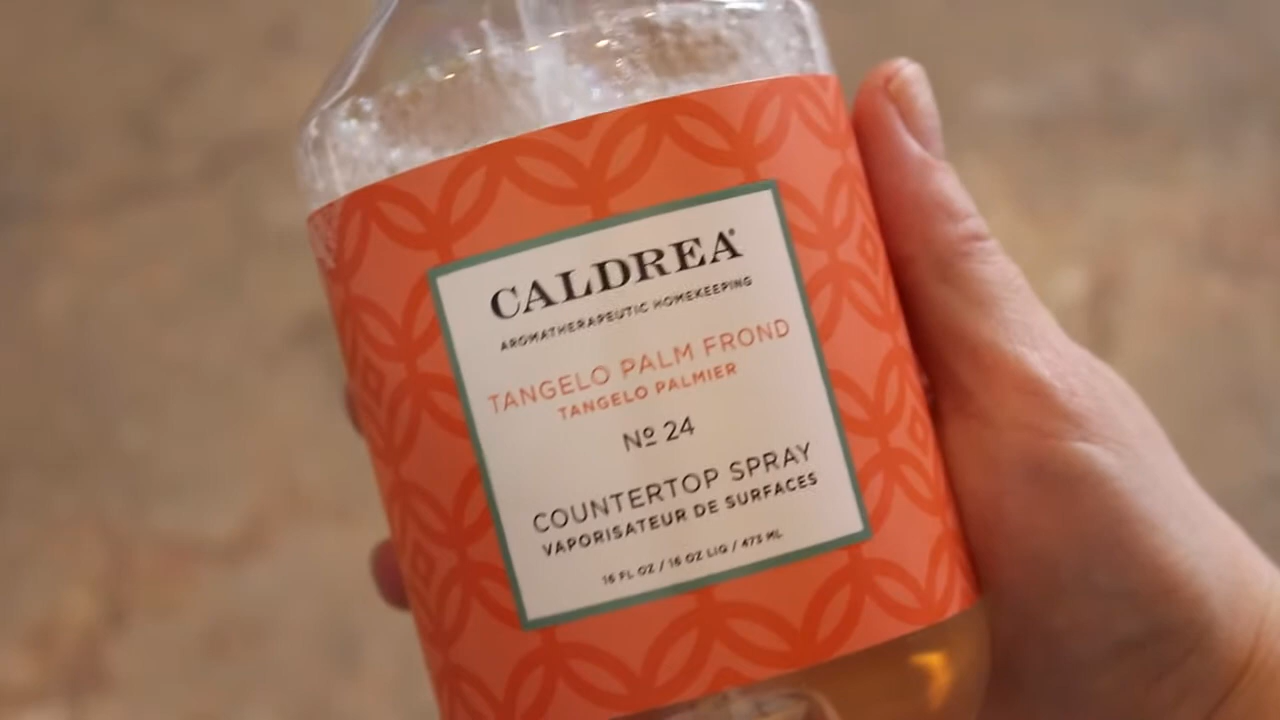 CALDREA®
AROMATHERAPEUTIC HOMEKEEPING
TANGELO PALM FROND
TANGELO PALMIER
Nº 24
COUNTERTOP SPRAY
VAPORISATEUR DE SURFACES
16 FL OZ / 16 OZ LIQ / 473 ML